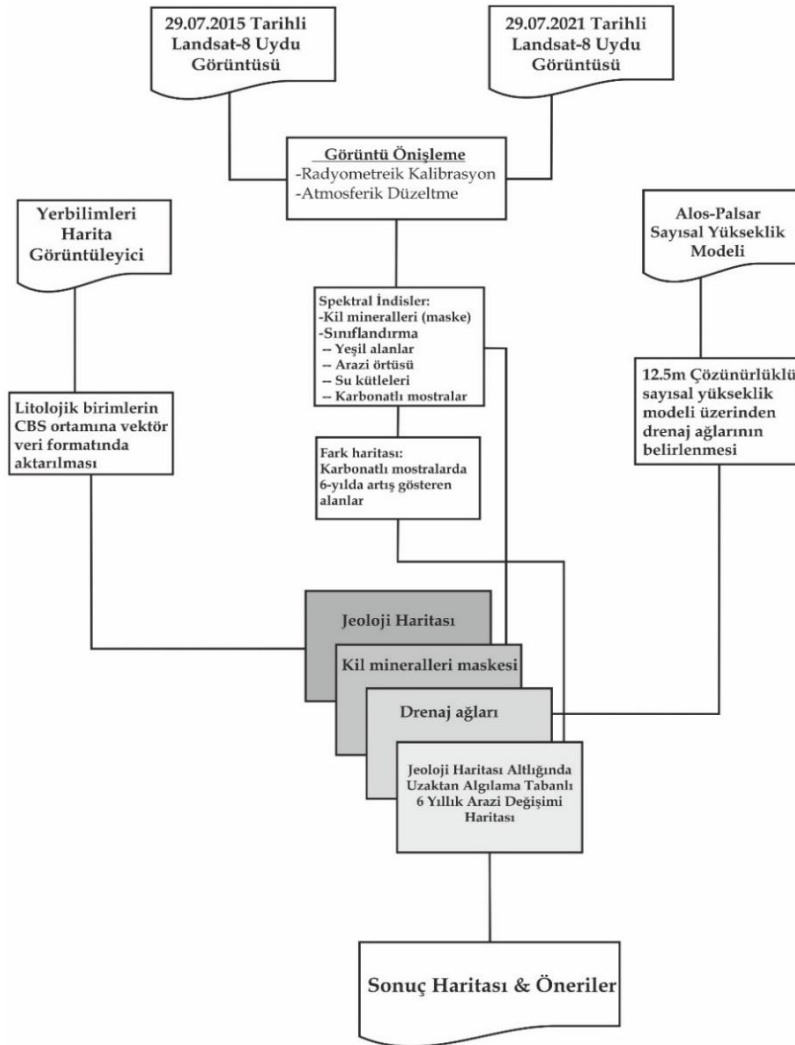 29.07.2015 Tarihli
Landsat-8 Uydu
Görüntüsü
29.07.2021 Tarihli
Landsat-8 Uydu
Görüntüsü
Görüntü Önişleme
-Radyometreik Kalibrasyon
-Atmosferik Düzeltme
Yerbilimleri
Harita
Görüntüleyici
Alos-Palsar
Sayısal Yükseklik
Modeli
Spektral İndisler:
-Kil mineralleri (maske)
-Sınıflandırma
-- Yeşil alanlar
-- Arazi örtüsü
-- Su kütleleri
-- Karbonatlı mostralar
Litolojik birimlerin
CBS ortamına vektör
veri formatında
aktarılması
12.5m Çözünürlüklü
sayısal yükseklik
modeli üzerinden
drenaj ağlarının
belirlenmesi
Fark haritası:
Karbonatlı mostralarda
6-yılda artış gösteren
alanlar
Jeoloji Haritası
Kil mineralleri maskesi
Drenaj ağları
Jeoloji Haritası Altlığında
Uzaktan Algılama Tabanlı
6 Yıllık Arazi Değişimi
Haritası
Sonuç Haritası & Öneriler